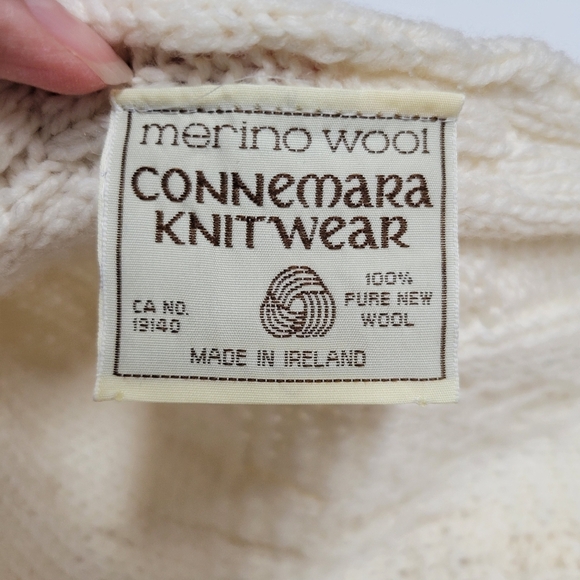 merino wool
CONNEMARA
KNITWEAR
CA NO.
19140
100%
PURE NEW
WOOL
MADE IN IRELAND